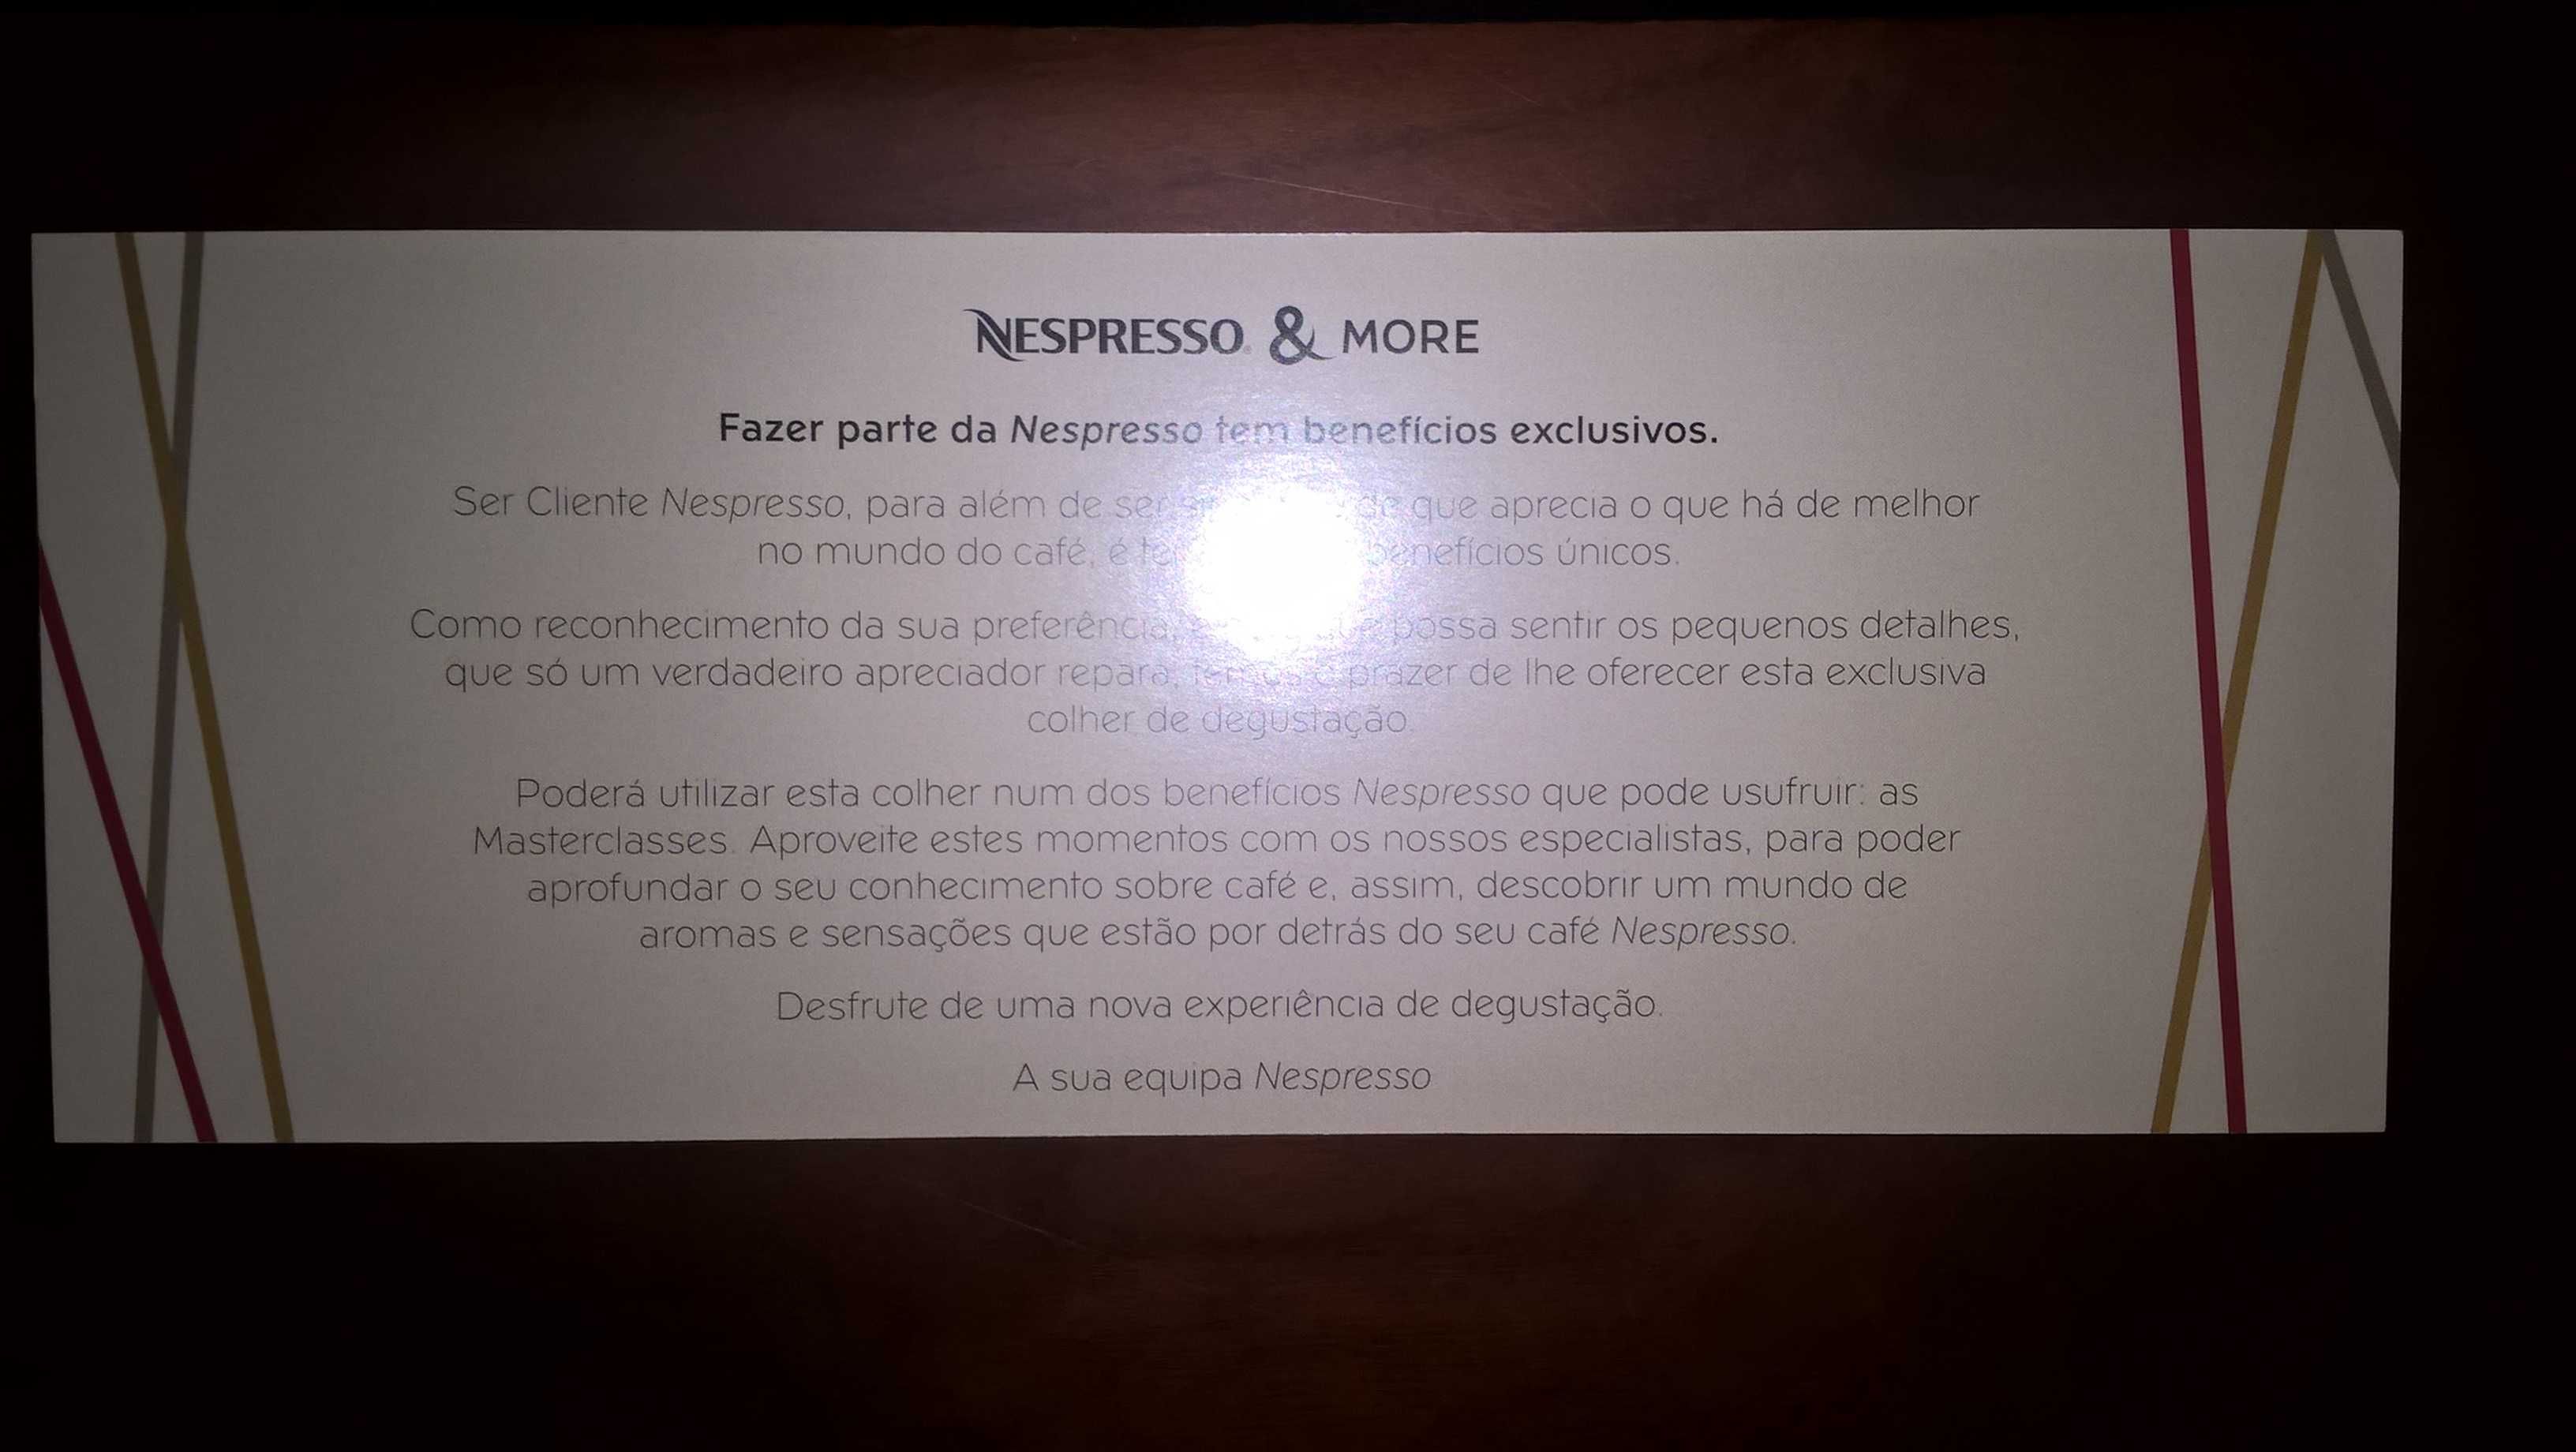 NESPRESSO & MORE
Fazer parte da Nespresso tem benefícios exclusivos.
Ser Cliente Nespresso, para além de ser que aprecia o que há de melhor
no mundo do café, é benefícios únicos.
Como reconhecimento da sua preferência, possa sentir os pequenos detalhes,
que só um verdadeiro apreciador repara, temos o prazer de lhe oferecer esta exclusiva
colher de degustação.
Poderá utilizar esta colher num dos benefícios Nespresso que pode usufruir: as
Masterclasses. Aproveite estes momentos com os nossos especialistas, para poder
aprofundar o seu conhecimento sobre café e, assim, descobrir um mundo de
aromas e sensações que estão por detrás do seu café Nespresso.
Desfrute de uma nova experiência de degustação.
A sua equipa Nespresso